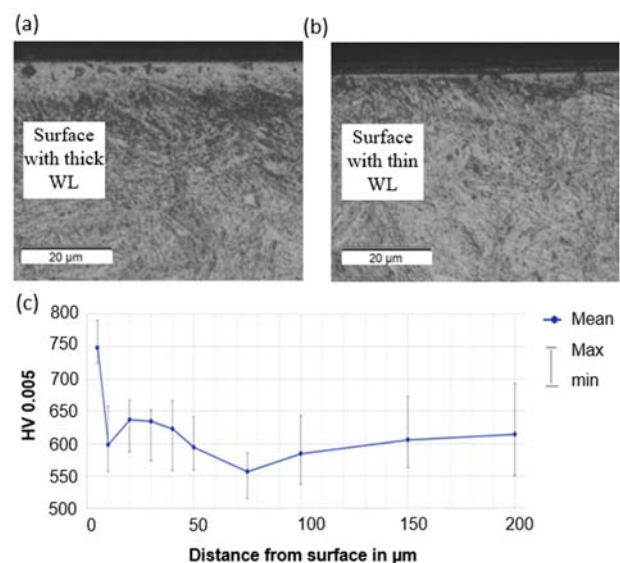 (a)
(b)
Surface
with thick
WL
Surface
with thin
WL
20 µm
20 µm
(c)
800
750
700
650
600
550
500
HV 0.005
0
50
100
150
200
Distance from surface in µm
Mean
Max
min